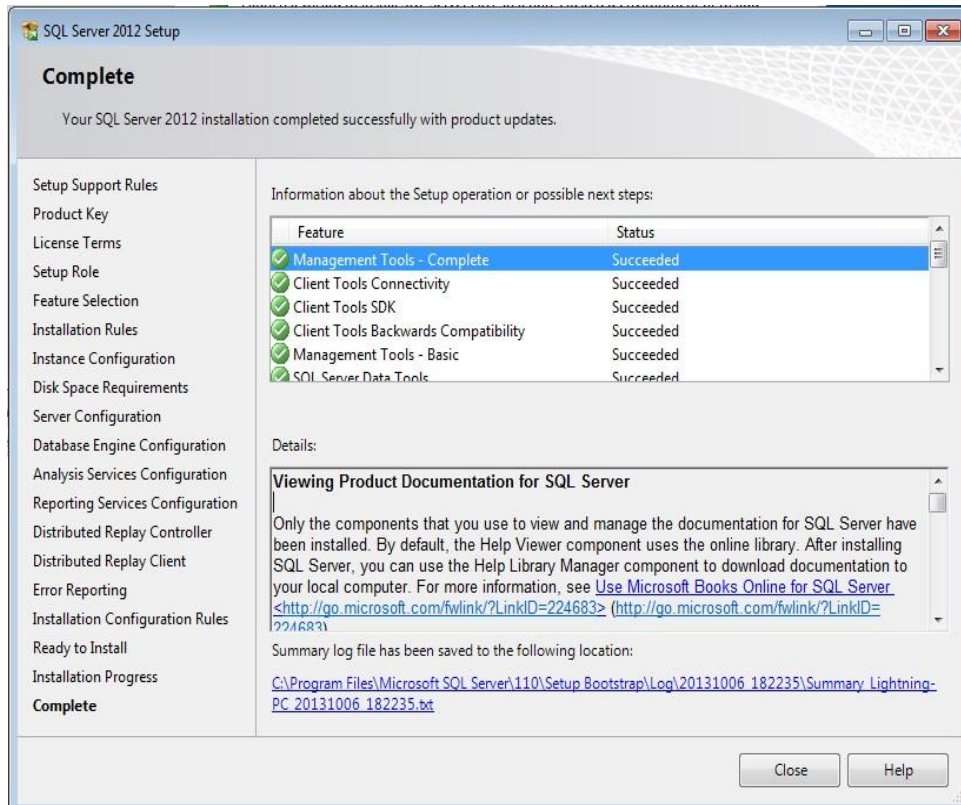 SQL Server 2012 Setup
Complete
Your SQL Server 2012 installation completed successfully with product updates.
Setup Support Rules
Product Key
License Terms
Setup Role
Feature Selection
Installation Rules
Instance Configuration
Disk Space Requirements
Server Configuration
Database Engine Configuration
Analysis Services Configuration
Reporting Services Configuration
Distributed Replay Controller
Distributed Replay Client
Error Reporting
Installation Configuration Rules
Ready to Install
Installation Progress
Complete
Information about the Setup operation or possible next steps:
Feature Status
Management Tools - Complete Succeeded
Client Tools Connectivity Succeeded
Client Tools SDK Succeeded
Client Tools Backwards Compatibility Succeeded
Management Tools - Basic Succeeded
SQL Server Data Tools Succeeded
Details:
Viewing Product Documentation for SQL Server
Only the components that you use to view and manage the documentation for SQL Server have
been installed. By default, the Help Viewer component uses the online library. After installing
SQL Server, you can use the Help Library Manager component to download documentation to
your local computer. For more information, see Use Microsoft Books Online for SQL Server
<http://go.microsoft.com/fwlink/?LinkID=224683> (http://go.microsoft.com/fwlink/?LinkID=
224683)
Summary log file has been saved to the following location:
C:\Program Files\Microsoft SQL Server\110\Setup Bootstrap\Log\20131006_182235\Summary_Lightning-
PC_20131006_182235.txt
Close Help